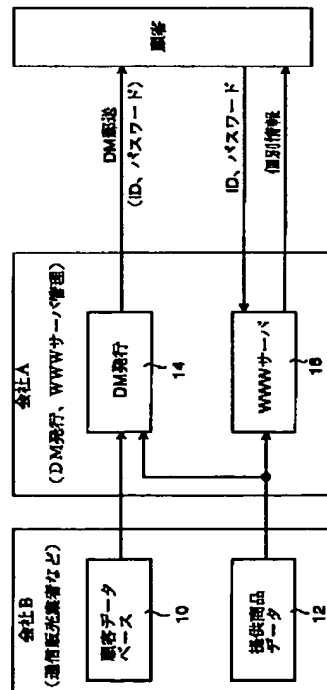 会社B
(通信販売業者など)
顧客データ
ベース
10
提供商品
データ
12
会社A
(DM発行、WWWサーバ管理)
DM発行
14
WWWサーバ
16
DM郵送
(ID、パスワード)
ID、パスワード
個別情報
顧客